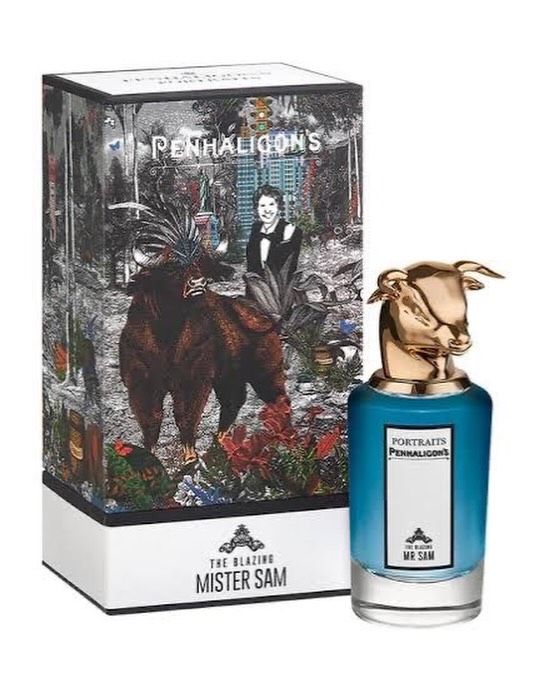 PENHALIGON'S
THE BLAZING
MISTER SAM
PORTRAITS
PENHALIGON'S
THE BLAZING
MR SAM